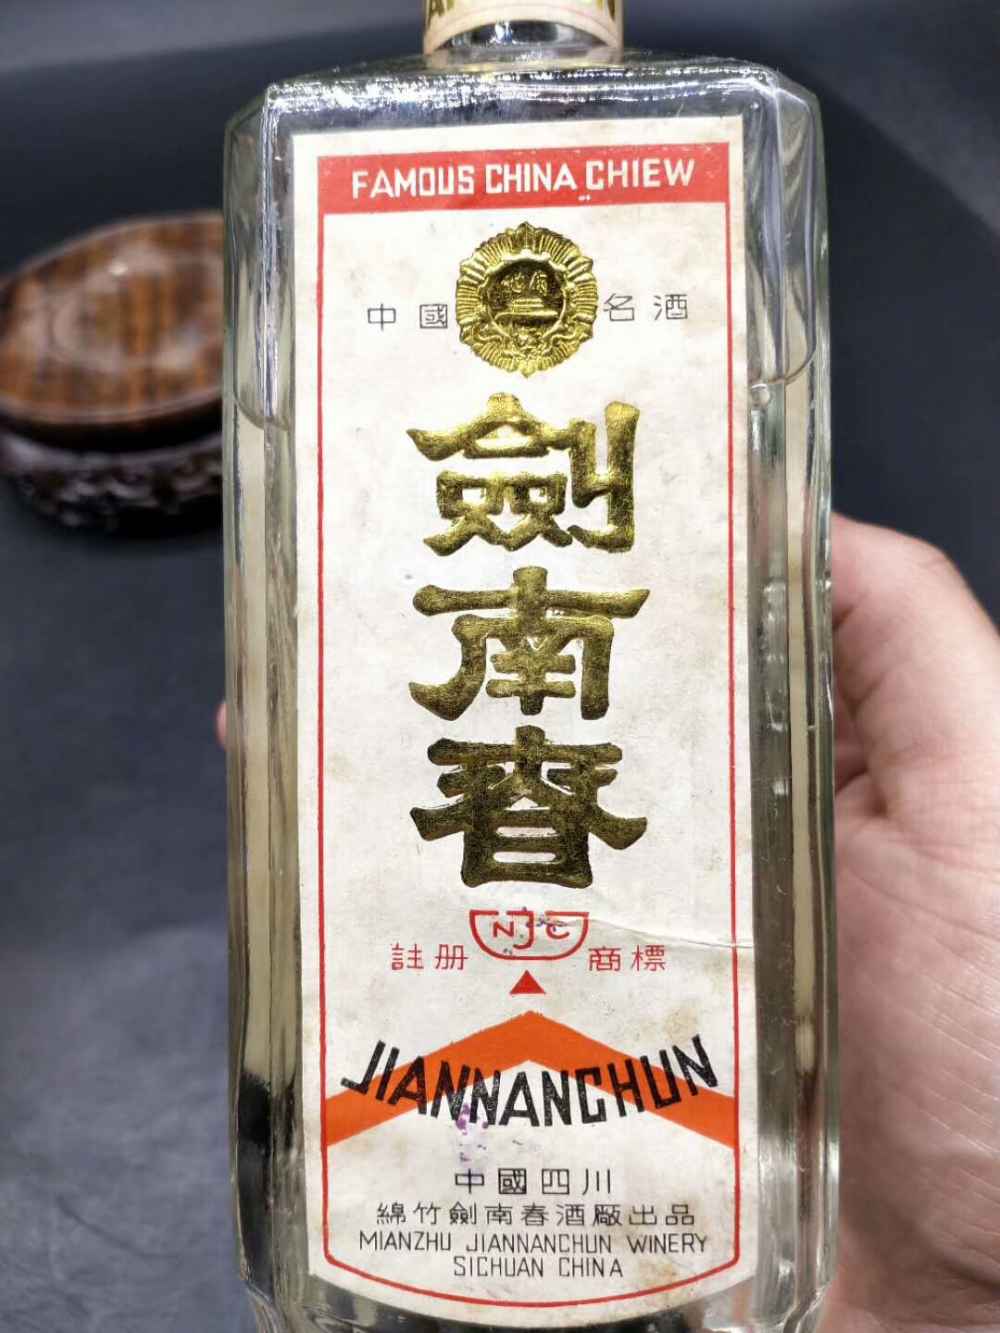 FAMOUS CHINA CHIEW
中國 名酒
劍南春
NJC
註册 商標
JIANNANCHUN
中國四川
綿竹劍南春酒厰出品
MIANZHU JIANNANCHUN WINERY
SICHUAN CHINA